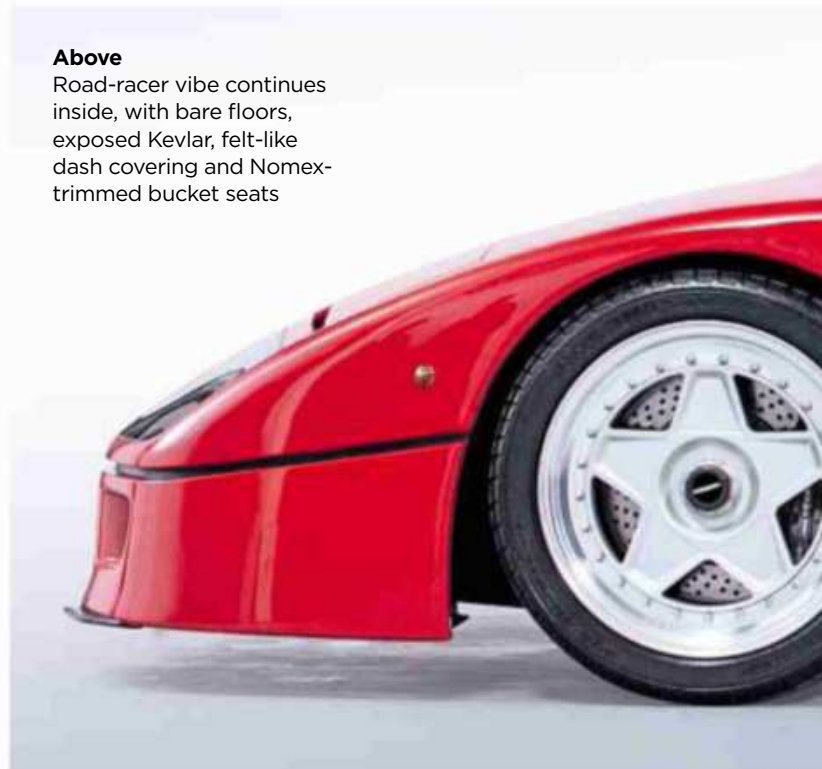 Above
Road-racer vibe continues
inside, with bare floors,
exposed Kevlar, felt-like
dash covering and Nomex-
trimmed bucket seats